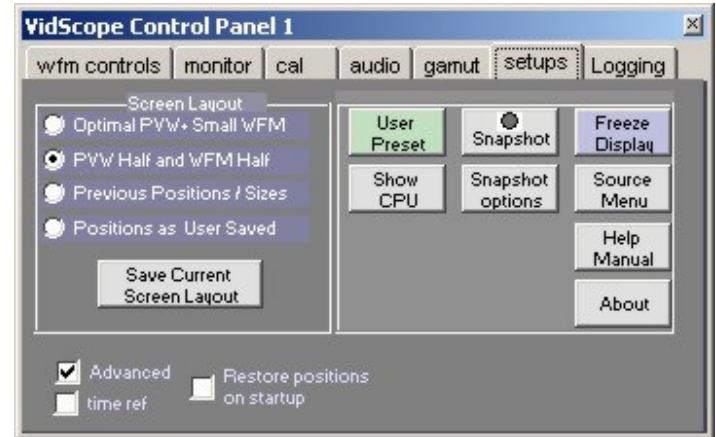 VidScope Control Panel 1
wfm controls monitor cal audio gamut setups Logging
Screen Layout
Optimal PVW+ Small WFM
PVW Half and WFM Half
Previous Positions / Sizes
Positions as User Saved
Save Current
Screen Layout
User
Preset
Snapshot
Freeze
Display
Show
CPU
Snapshot
options
Source
Menu
Help
Manual
About
Advanced
time ref
Restore positions
on startup